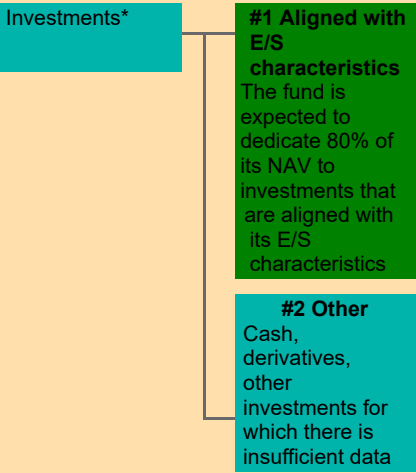 Investments*
#1 Aligned with
E/S
characteristics
The fund is
expected to
dedicate 80% of
its NAV to
investments that
are aligned with
its E/S
characteristics
#2 Other
Cash,
derivatives,
other
investments for
which there is
insufficient data